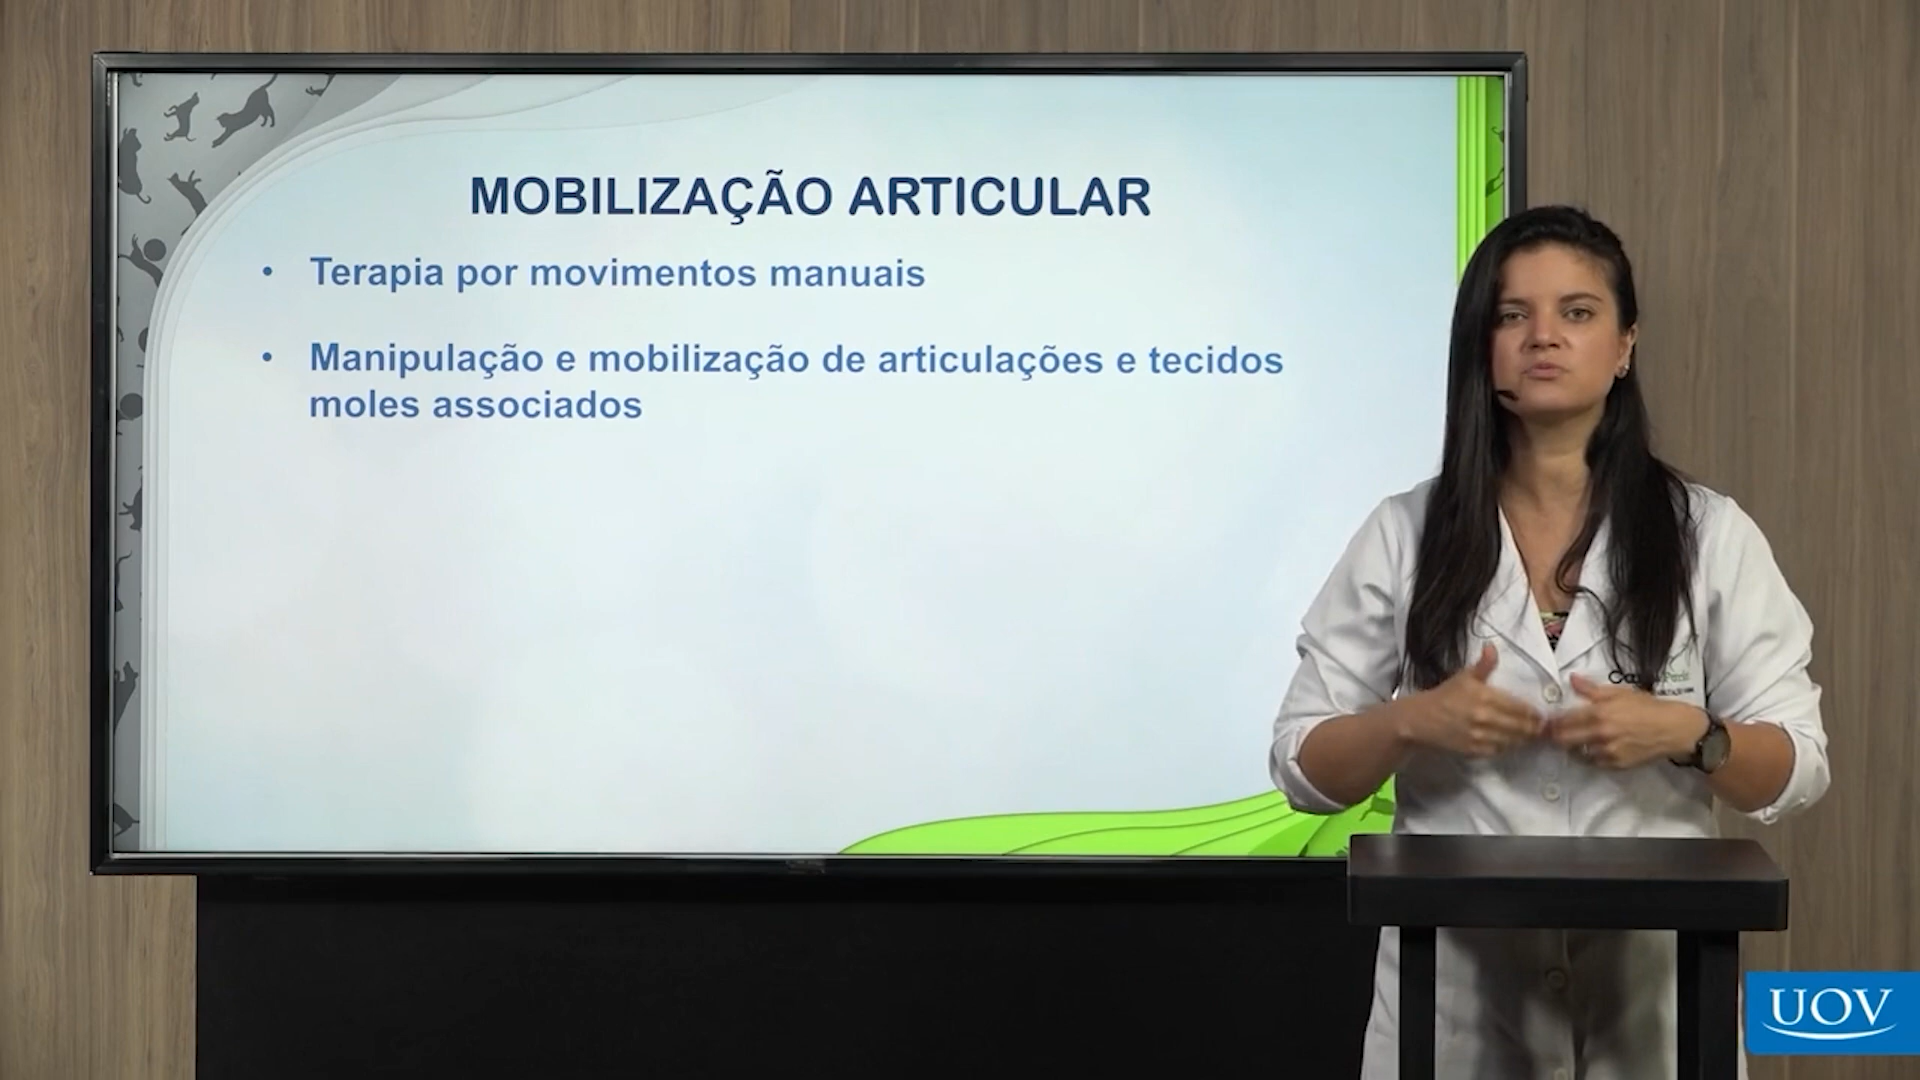 MOBILIZAÇÃO ARTICULAR
• Terapia por movimentos manuais
• Manipulação e mobilização de articulações e tecidos
moles associados
UOV